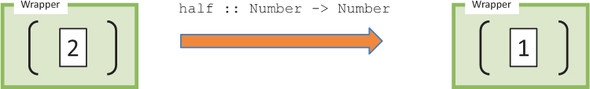 Wrapper
( 2 )
half :: Number -> Number
Wrapper
( 1 )